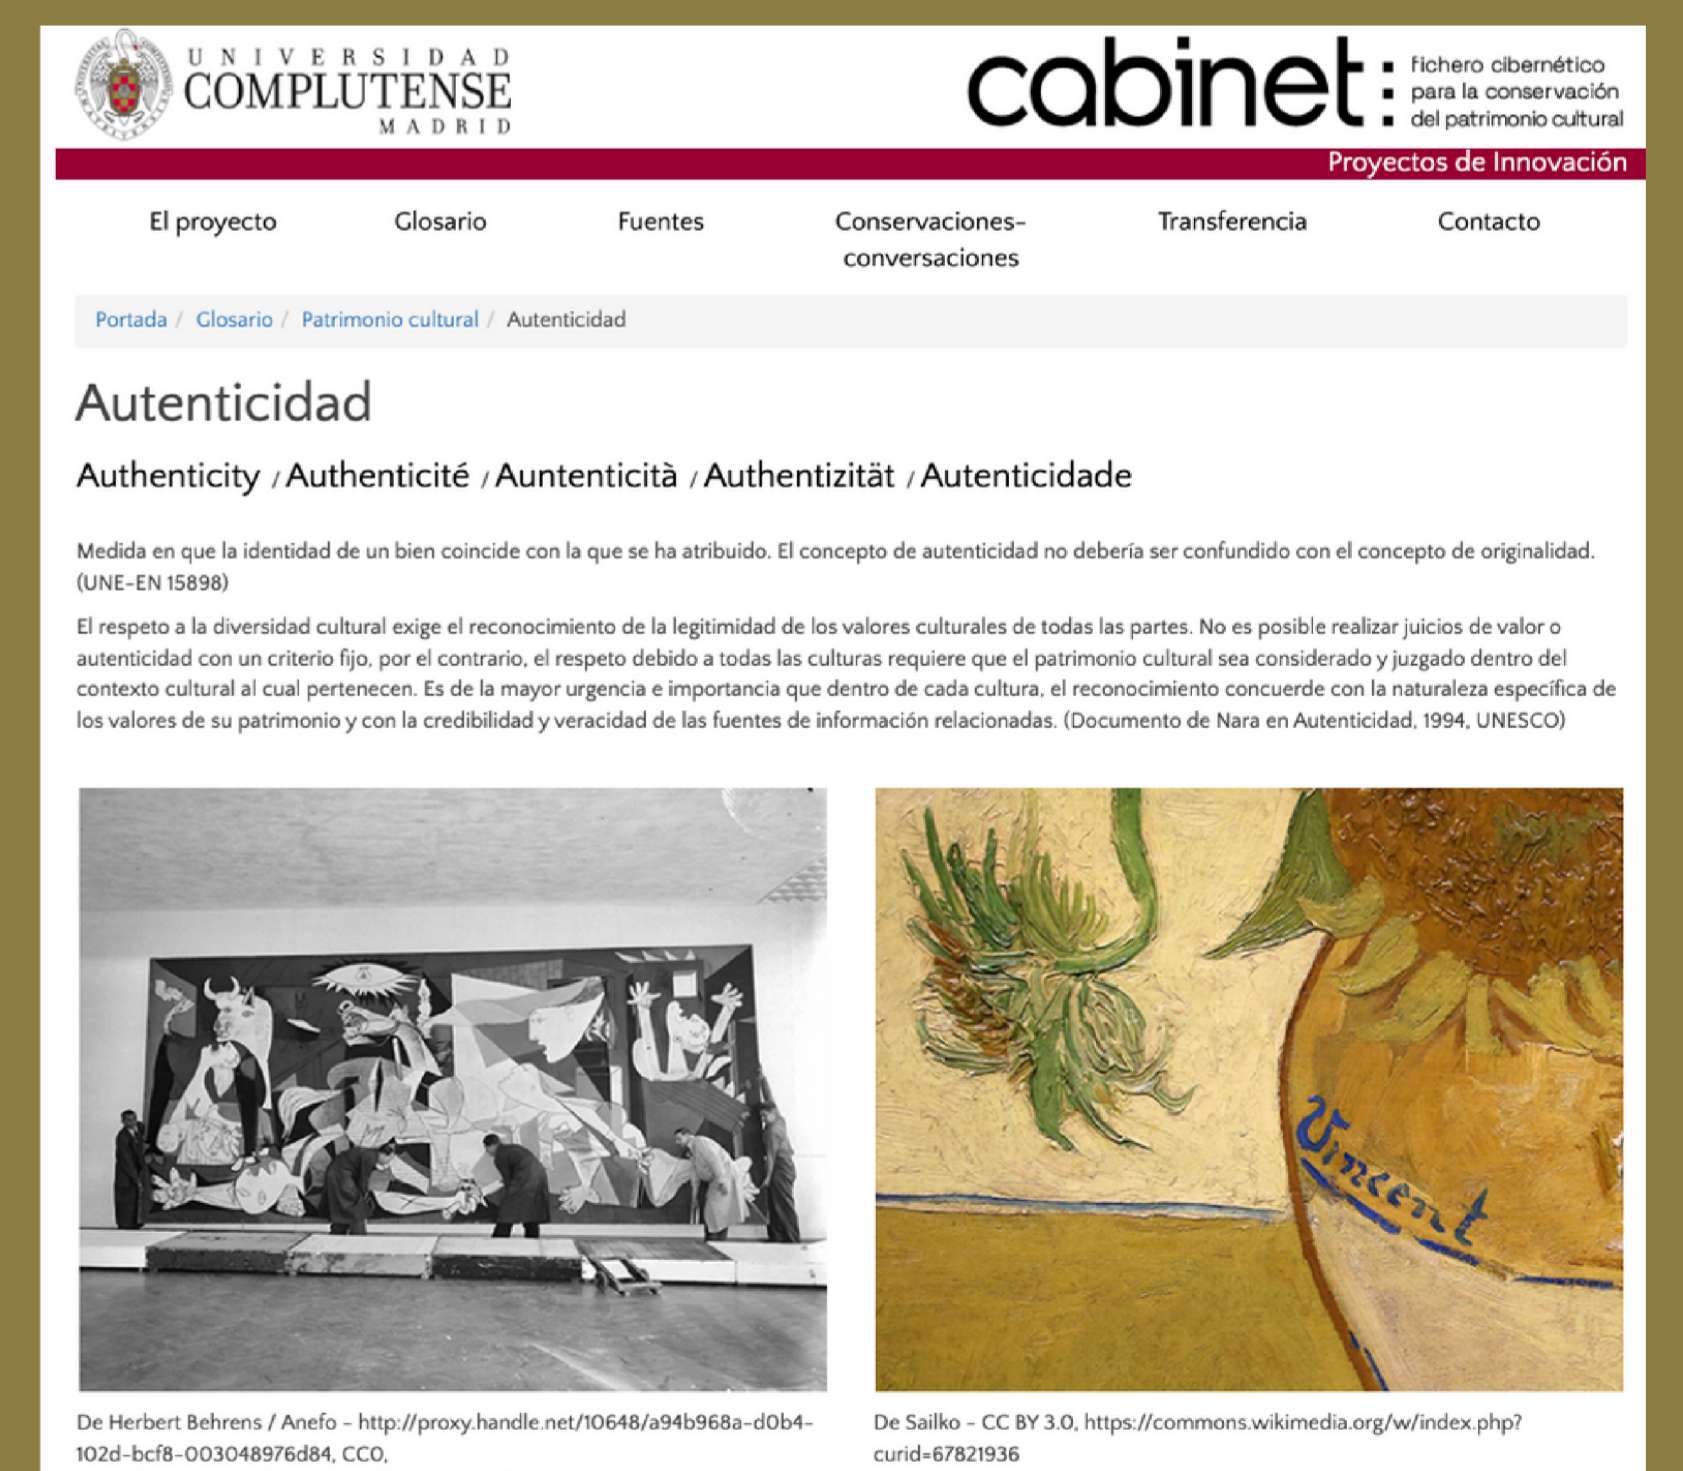 UNIVERSIDAD
COMPLUTENSE
MADRID
cabinet:
fichero cibernético
para la conservación
del patrimonio cultural
Proyectos de Innovación
El proyecto
Glosario
Fuentes
Conservaciones-
conversaciones
Transferencia
Contacto
Portada / Glosario / Patrimonio cultural / Autenticidad
Autenticidad
Authenticity / Authenticité / Auntenticità / Authentizität / Autenticidade
Medida en que la identidad de un bien coincide con la que se ha atribuido. El concepto de autenticidad no debería ser confundido con el concepto de originalidad.
(UNE-EN 15898)
El respeto a la diversidad cultural exige el reconocimiento de la legitimidad de los valores culturales de todas las partes. No es posible realizar juicios de valor o
autenticidad con un criterio fijo, por el contrario, el respeto debido a todas las culturas requiere que el patrimonio cultural sea considerado y juzgado dentro del
contexto cultural al cual pertenecen. Es de la mayor urgencia e importancia que dentro de cada cultura, el reconocimiento concuerde con la naturaleza específica de
los valores de su patrimonio y con la credibilidad y veracidad de las fuentes de información relacionadas. (Documento de Nara en Autenticidad, 1994, UNESCO)
Vincent
De Herbert Behrens / Anefo - http://proxy.handle.net/10648/a94b968a-d0b4-
102d-bcf8-003048976d84, CC0,
De Sailko - CC BY 3.0, https://commons.wikimedia.org/w/index.php?
curid=67821936